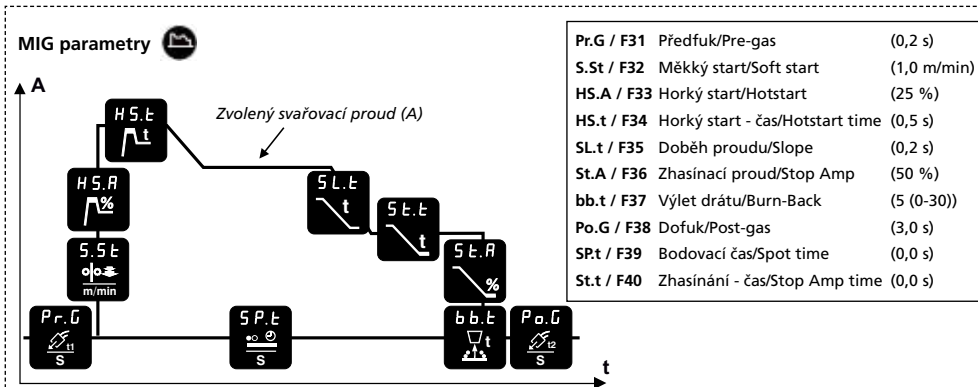 MIG parametry
A
Zvolený svařovací proud (A)
HS.t
t
HS.A
%
S.St
m/min
Pr.G
t1
S
SP.t
S
SL.t
t
St.t
t
St.A
%
bb.t
t
Po.G
t2
S
t
Pr.G / F31 Předfuk/Pre-gas (0,2 s)
S.St / F32 Měkký start/Soft start (1,0 m/min)
HS.A / F33 Horký start/Hotstart (25 %)
HS.t / F34 Horký start - čas/Hotstart time (0,5 s)
SL.t / F35 Doběh proudu/Slope (0,2 s)
St.A / F36 Zhasínací proud/Stop Amp (50 %)
bb.t / F37 Výlet drátu/Burn-Back (5 (0-30))
Po.G / F38 Dofuk/Post-gas (3,0 s)
SP.t / F39 Bodovací čas/Spot time (0,0 s)
St.t / F40 Zhasínání - čas/Stop Amp time (0,0 s)